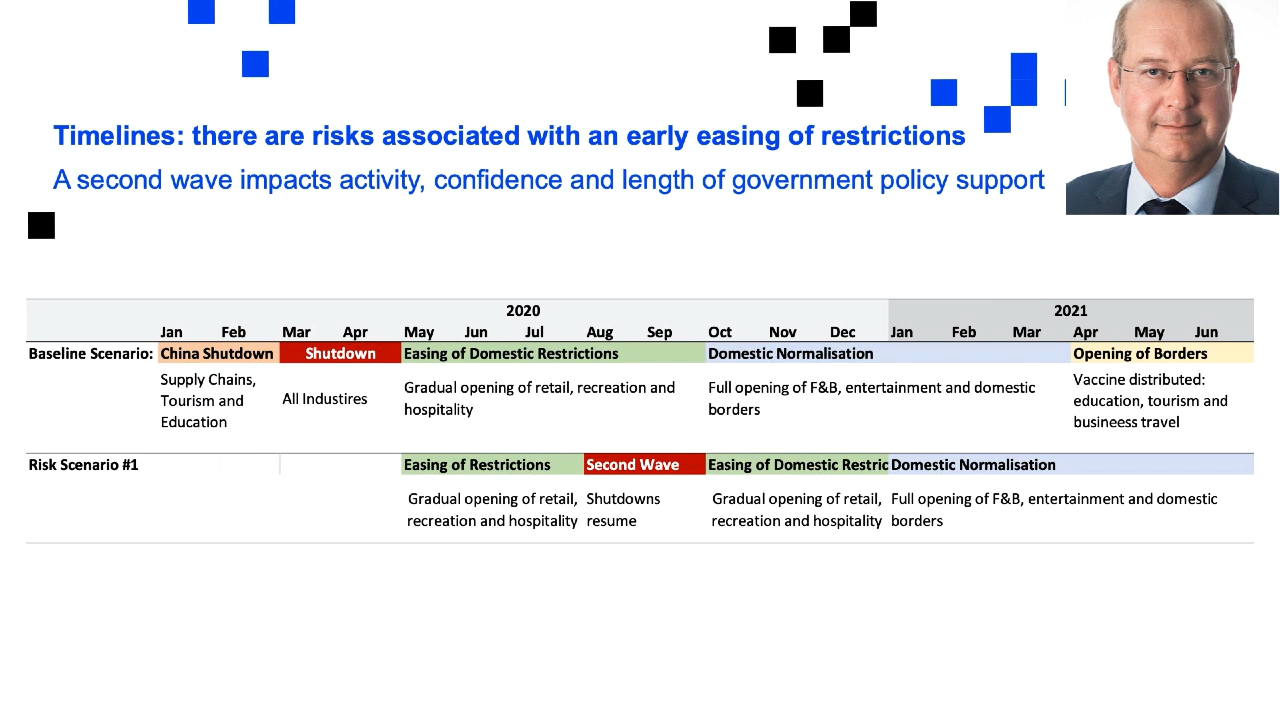 Timelines: there are risks associated with an early easing of restrictions
A second wave impacts activity, confidence and length of government policy support
2020 2021
Jan Feb Mar Apr May Jun Jul Aug Sep Oct Nov Dec Jan Feb Mar Apr May Jun
Baseline Scenario: China Shutdown Shutdown Easing of Domestic Restrictions Domestic Normalisation Opening of Borders
Supply Chains, Tourism and Education
All Industires
Gradual opening of retail, recreation and hospitality
Full opening of F&B, entertainment and domestic borders
Vaccine distributed: education, tourism and busineess travel
Risk Scenario #1 Easing of Restrictions Second Wave Easing of Domestic Restric Domestic Normalisation
Gradual opening of retail, recreation and hospitality
Shutdowns resume
Gradual opening of retail, recreation and hospitality
Full opening of F&B, entertainment and domestic borders